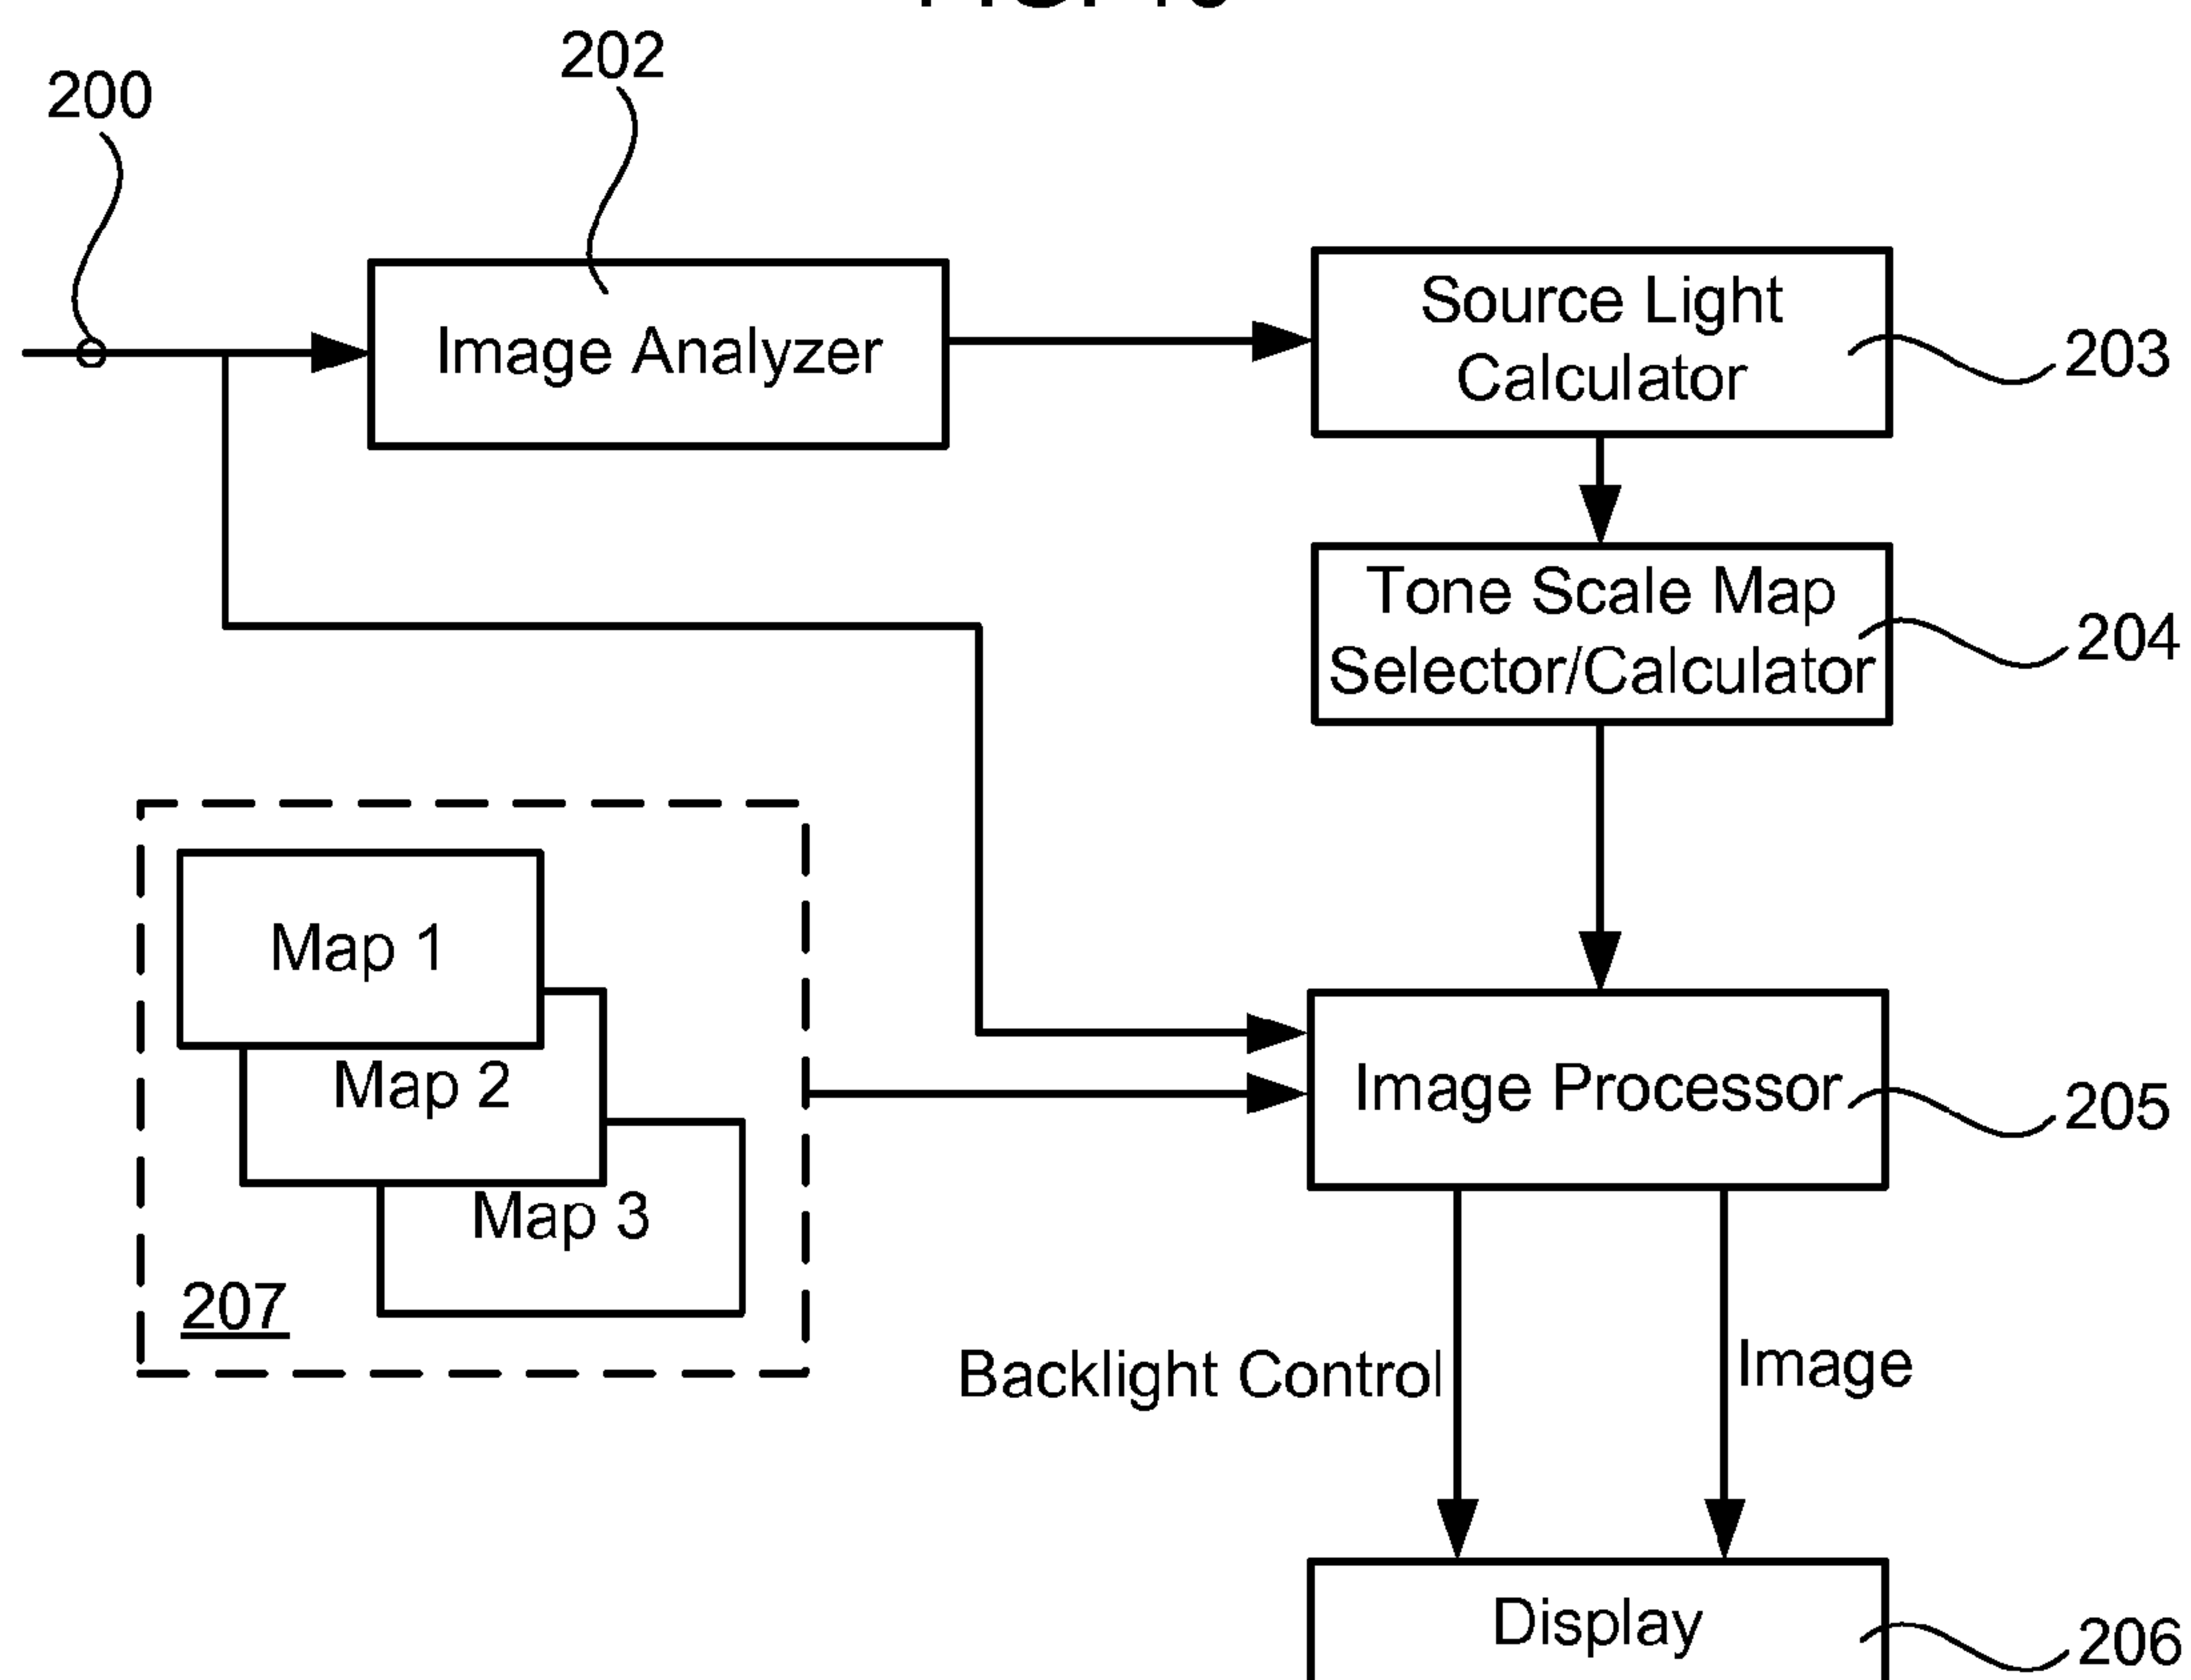 202
200
Image Analyzer
Source Light
Calculator
203
Tone Scale Map
Selector/Calculator
204
Map 1
Map 2
Map 3
207
Image Processor
205
Backlight Control
Image
Display
206